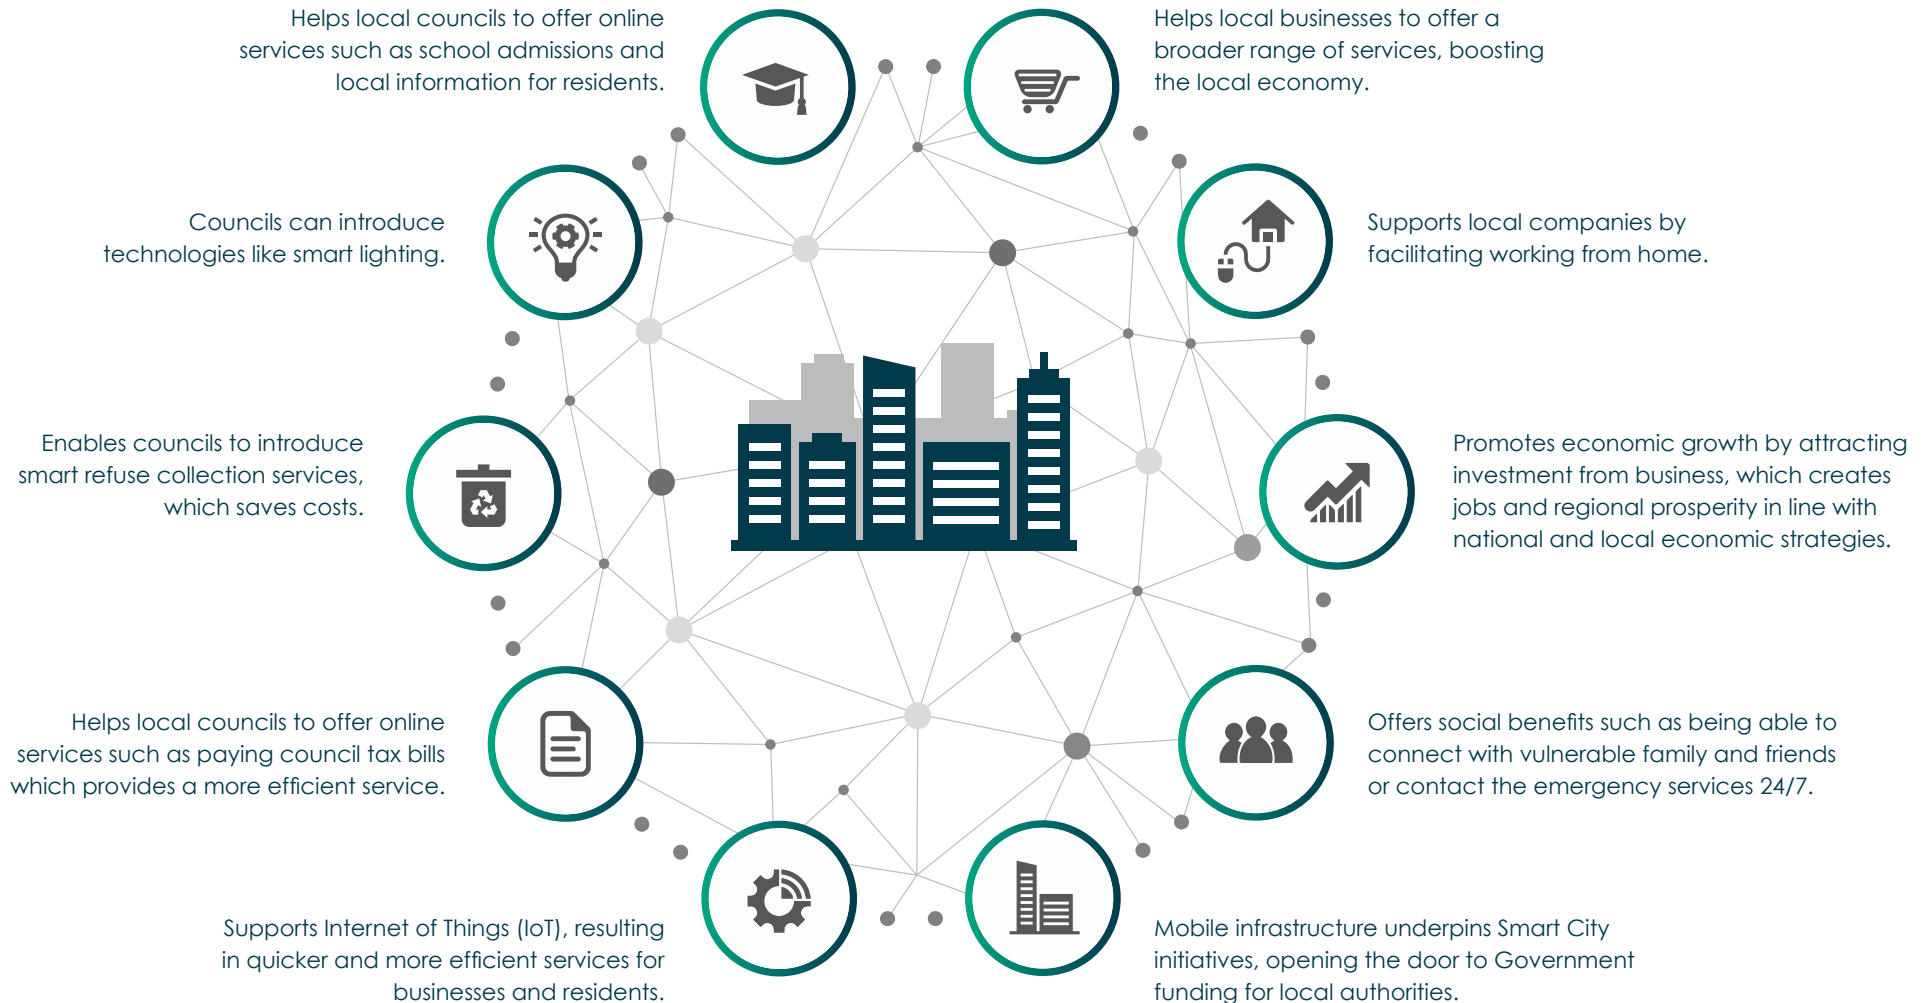 Helps local councils to offer online
services such as school admissions and
local information for residents.
Helps local businesses to offer a
broader range of services, boosting
the local economy.
Councils can introduce
technologies like smart lighting.
Supports local companies by
facilitating working from home.
Enables councils to introduce
smart refuse collection services,
which saves costs.
Promotes economic growth by attracting
investment from business, which creates
jobs and regional prosperity in line with
national and local economic strategies.
Helps local councils to offer online
services such as paying council tax bills
which provides a more efficient service.
Offers social benefits such as being able to
connect with vulnerable family and friends
or contact the emergency services 24/7.
Supports Internet of Things (IoT), resulting
in quicker and more efficient services for
businesses and residents.
Mobile infrastructure underpins Smart City
initiatives, opening the door to Government
funding for local authorities.